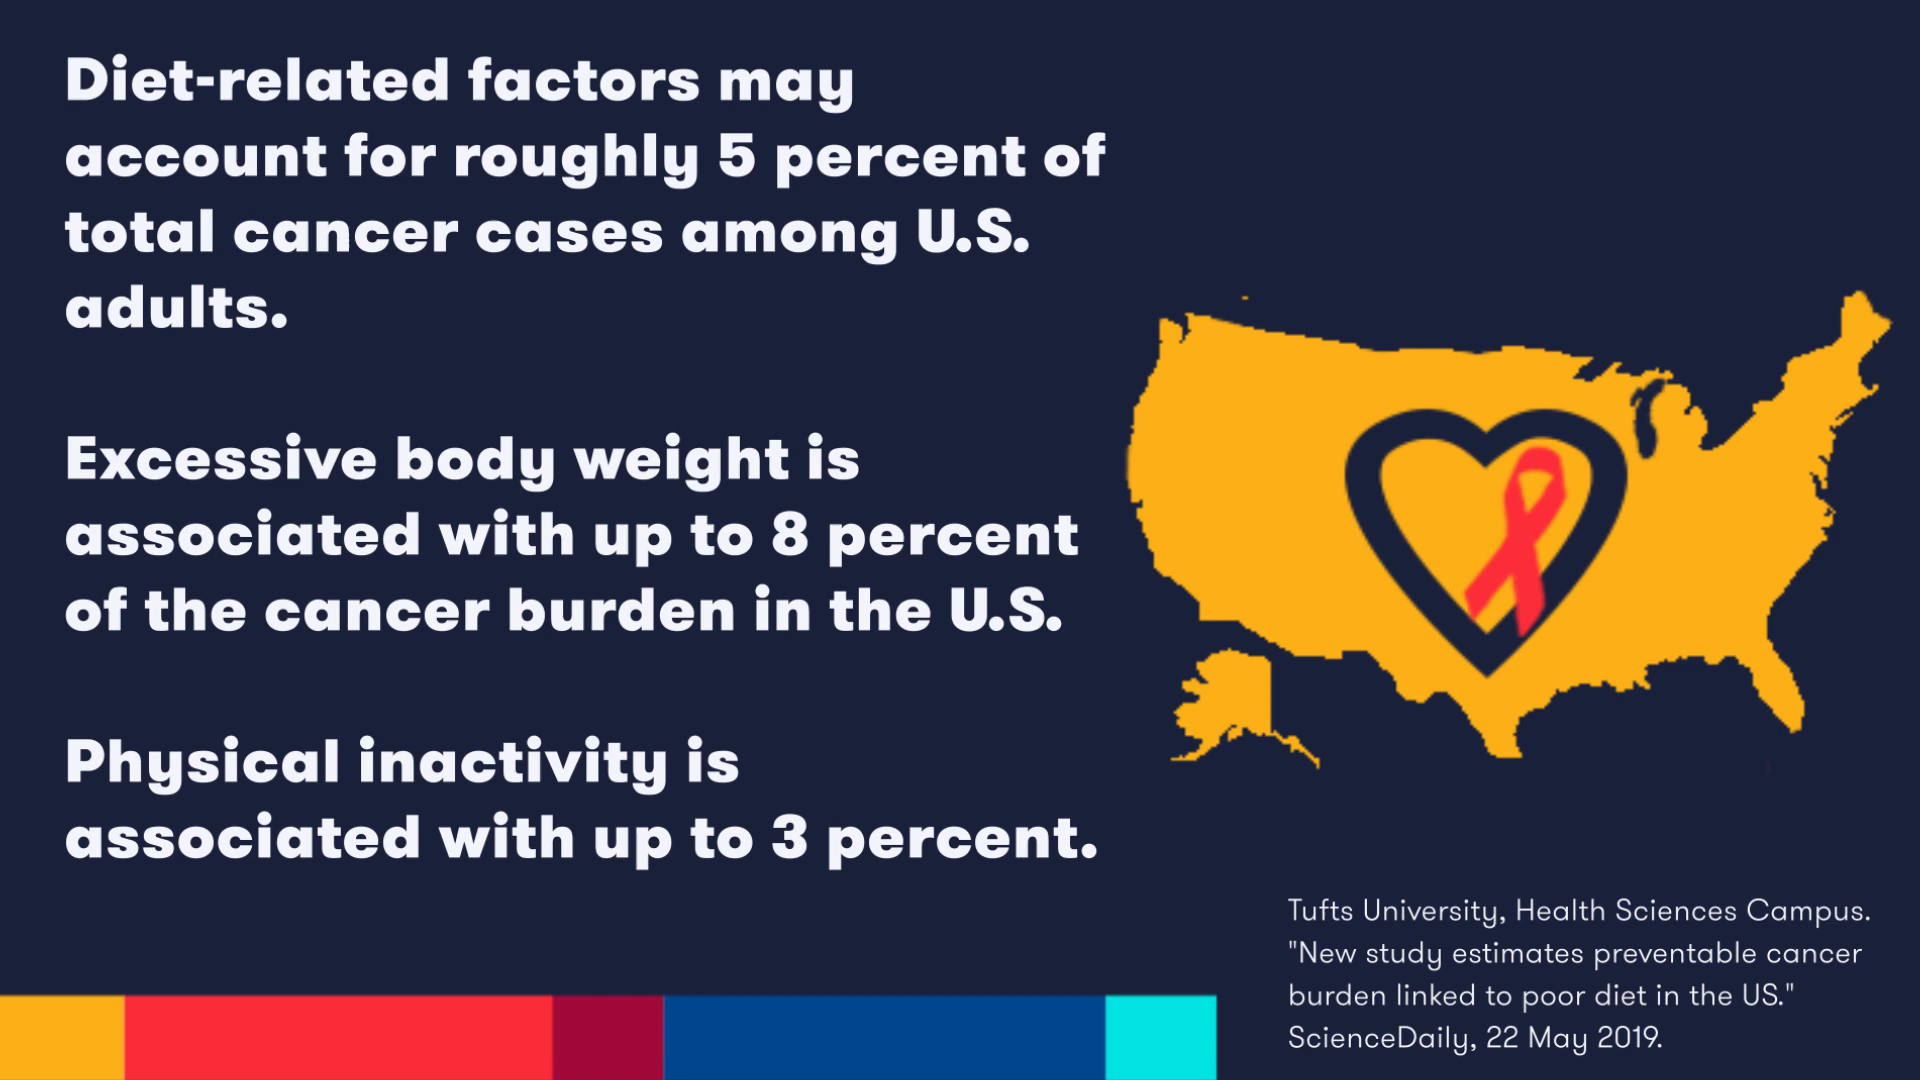 Diet-related factors may
account for roughly 5 percent of
total cancer cases among U.S.
adults.
Excessive body weight is
associated with up to 8 percent
of the cancer burden in the U.S.
Physical inactivity is
associated with up to 3 percent.
Tufts University, Health Sciences Campus.
"New study estimates preventable cancer
burden linked to poor diet in the US."
ScienceDaily, 22 May 2019.